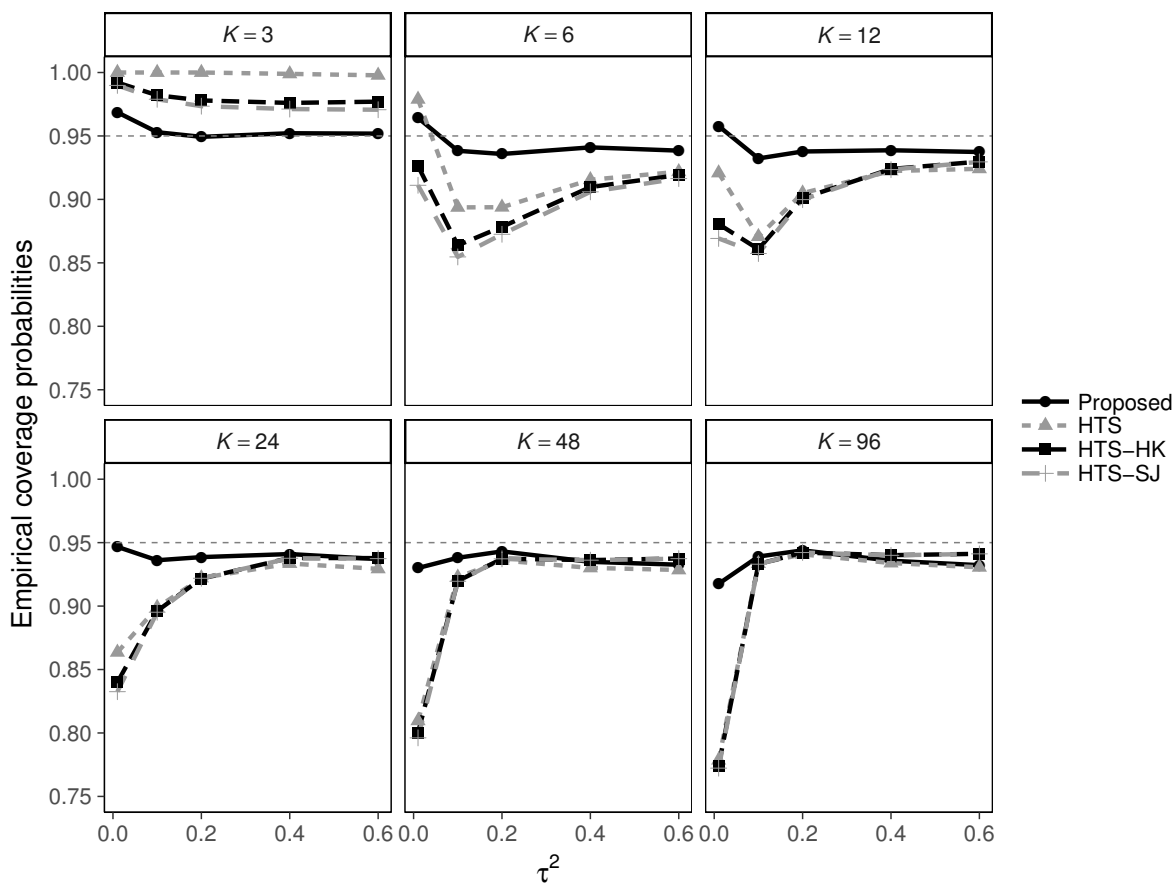 K = 3
K = 6
K = 12
1.00
0.95
0.90
0.85
0.80
0.75
K = 24
K = 48
K = 96
1.00
0.95
0.90
0.85
0.80
0.75
0.0 0.2 0.4 0.6
0.0 0.2 0.4 0.6
0.0 0.2 0.4 0.6
τ²
Empirical coverage probabilities
Proposed
HTS
HTS−HK
HTS−SJ